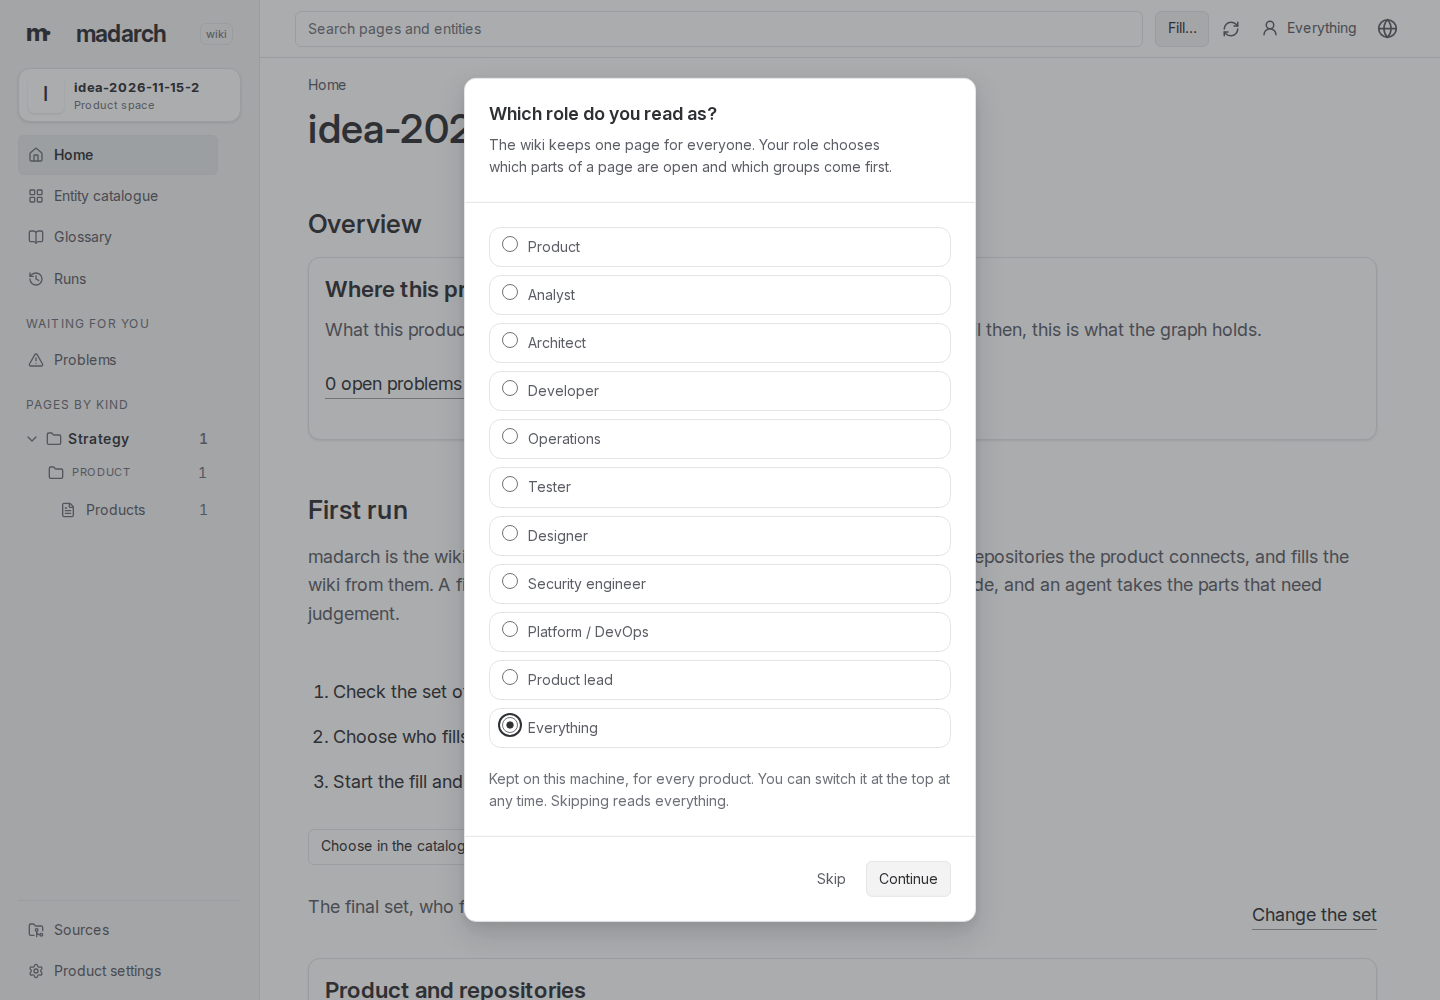 m· madarch wiki
Search pages and entities
Fill...
Everything
I
idea-2026-11-15-2
Product space
Home
Entity catalogue
Glossary
Runs
WAITING FOR YOU
Problems
PAGES BY KIND
Strategy 1
PRODUCT 1
Products 1
Sources
Product settings
Home
idea-202
Overview
Where this pr
What this produc
l then, this is what the graph holds.
0 open problems
First run
madarch is the wiki
epositories the product connects, and fills the
wiki from them. A fi
de, and an agent takes the parts that need
judgement.
1. Check the set of
2. Choose who fills
3. Start the fill and
Choose in the catalog
The final set, who f
Change the set
Product and repositories
Which role do you read as?
The wiki keeps one page for everyone. Your role chooses
which parts of a page are open and which groups come first.
Product
Analyst
Architect
Developer
Operations
Tester
Designer
Security engineer
Platform / DevOps
Product lead
Everything
Kept on this machine, for every product. You can switch it at the top at
any time. Skipping reads everything.
Skip
Continue